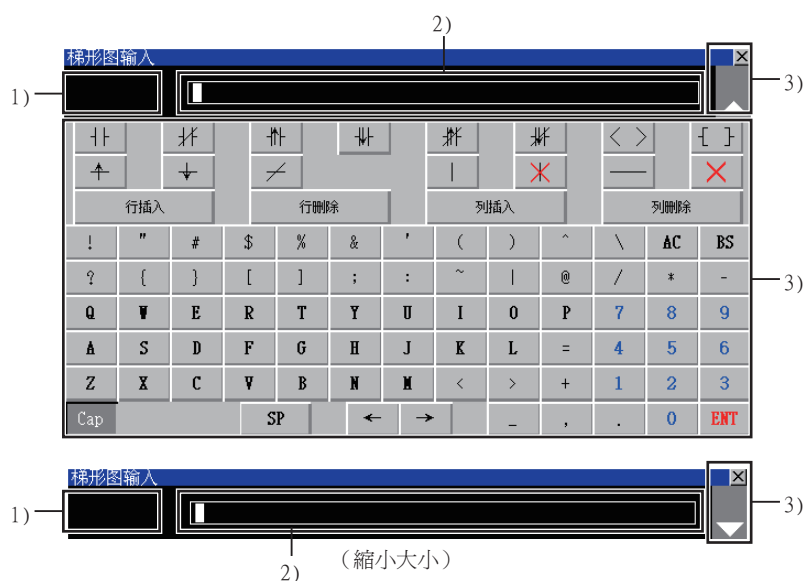 2)
梯形图输入
1)
3)
行插入 行删除 列插入 列删除
! " # $ % & ' ( ) ^ \ AC BS
? { } [ ] ; : ~ | @ / * -
3)
Q W E R T Y U I O P 7 8 9
A S D F G H J K L = 4 5 6
Z X C V B N M < > + 1 2 3
Cap SP ← → _ , . 0 ENT
梯形图输入
1)
3)
2)
（縮小大小）